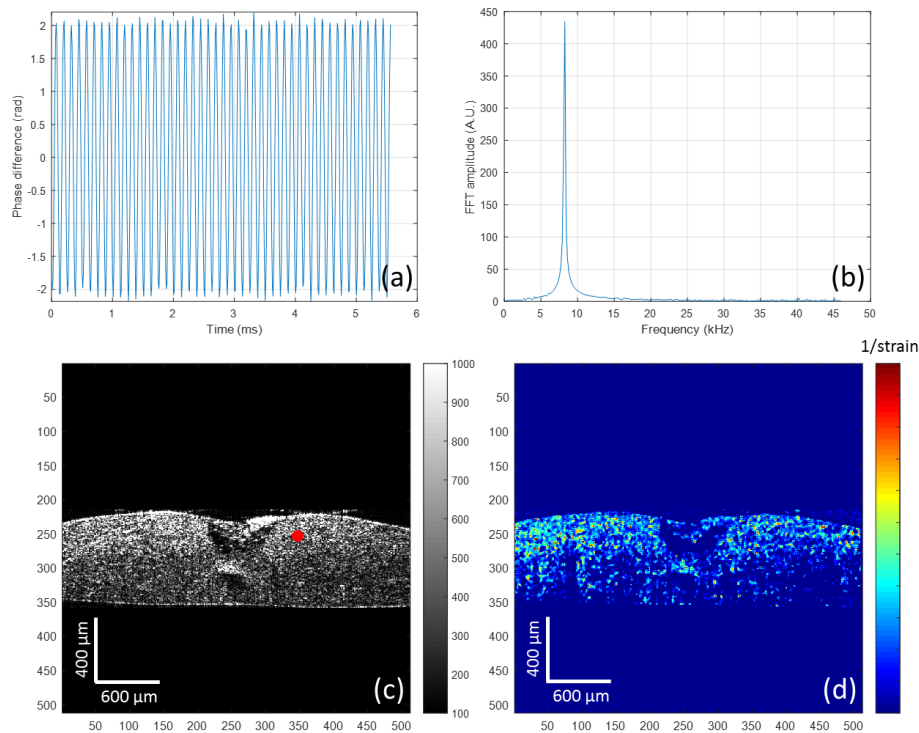 2
1.5
1
0.5
0
-0.5
-1
-1.5
-2
Phase difference (rad)
0 1 2 3 4 5 6
Time (ms)
(a)
450
400
350
300
250
200
150
100
50
0
FFT amplitude (A.U.)
0 5 10 15 20 25 30 35 40 45 50
Frequency (kHz)
(b)
50
100
150
200
250
300
350
400
450
500
50 100 150 200 250 300 350 400 450 500
400 μm
600 μm
(c)
1000
900
800
700
600
500
400
300
200
100
1/strain
50
100
150
200
250
300
350
400
450
500
50 100 150 200 250 300 350 400 450 500
400 μm
600 μm
(d)